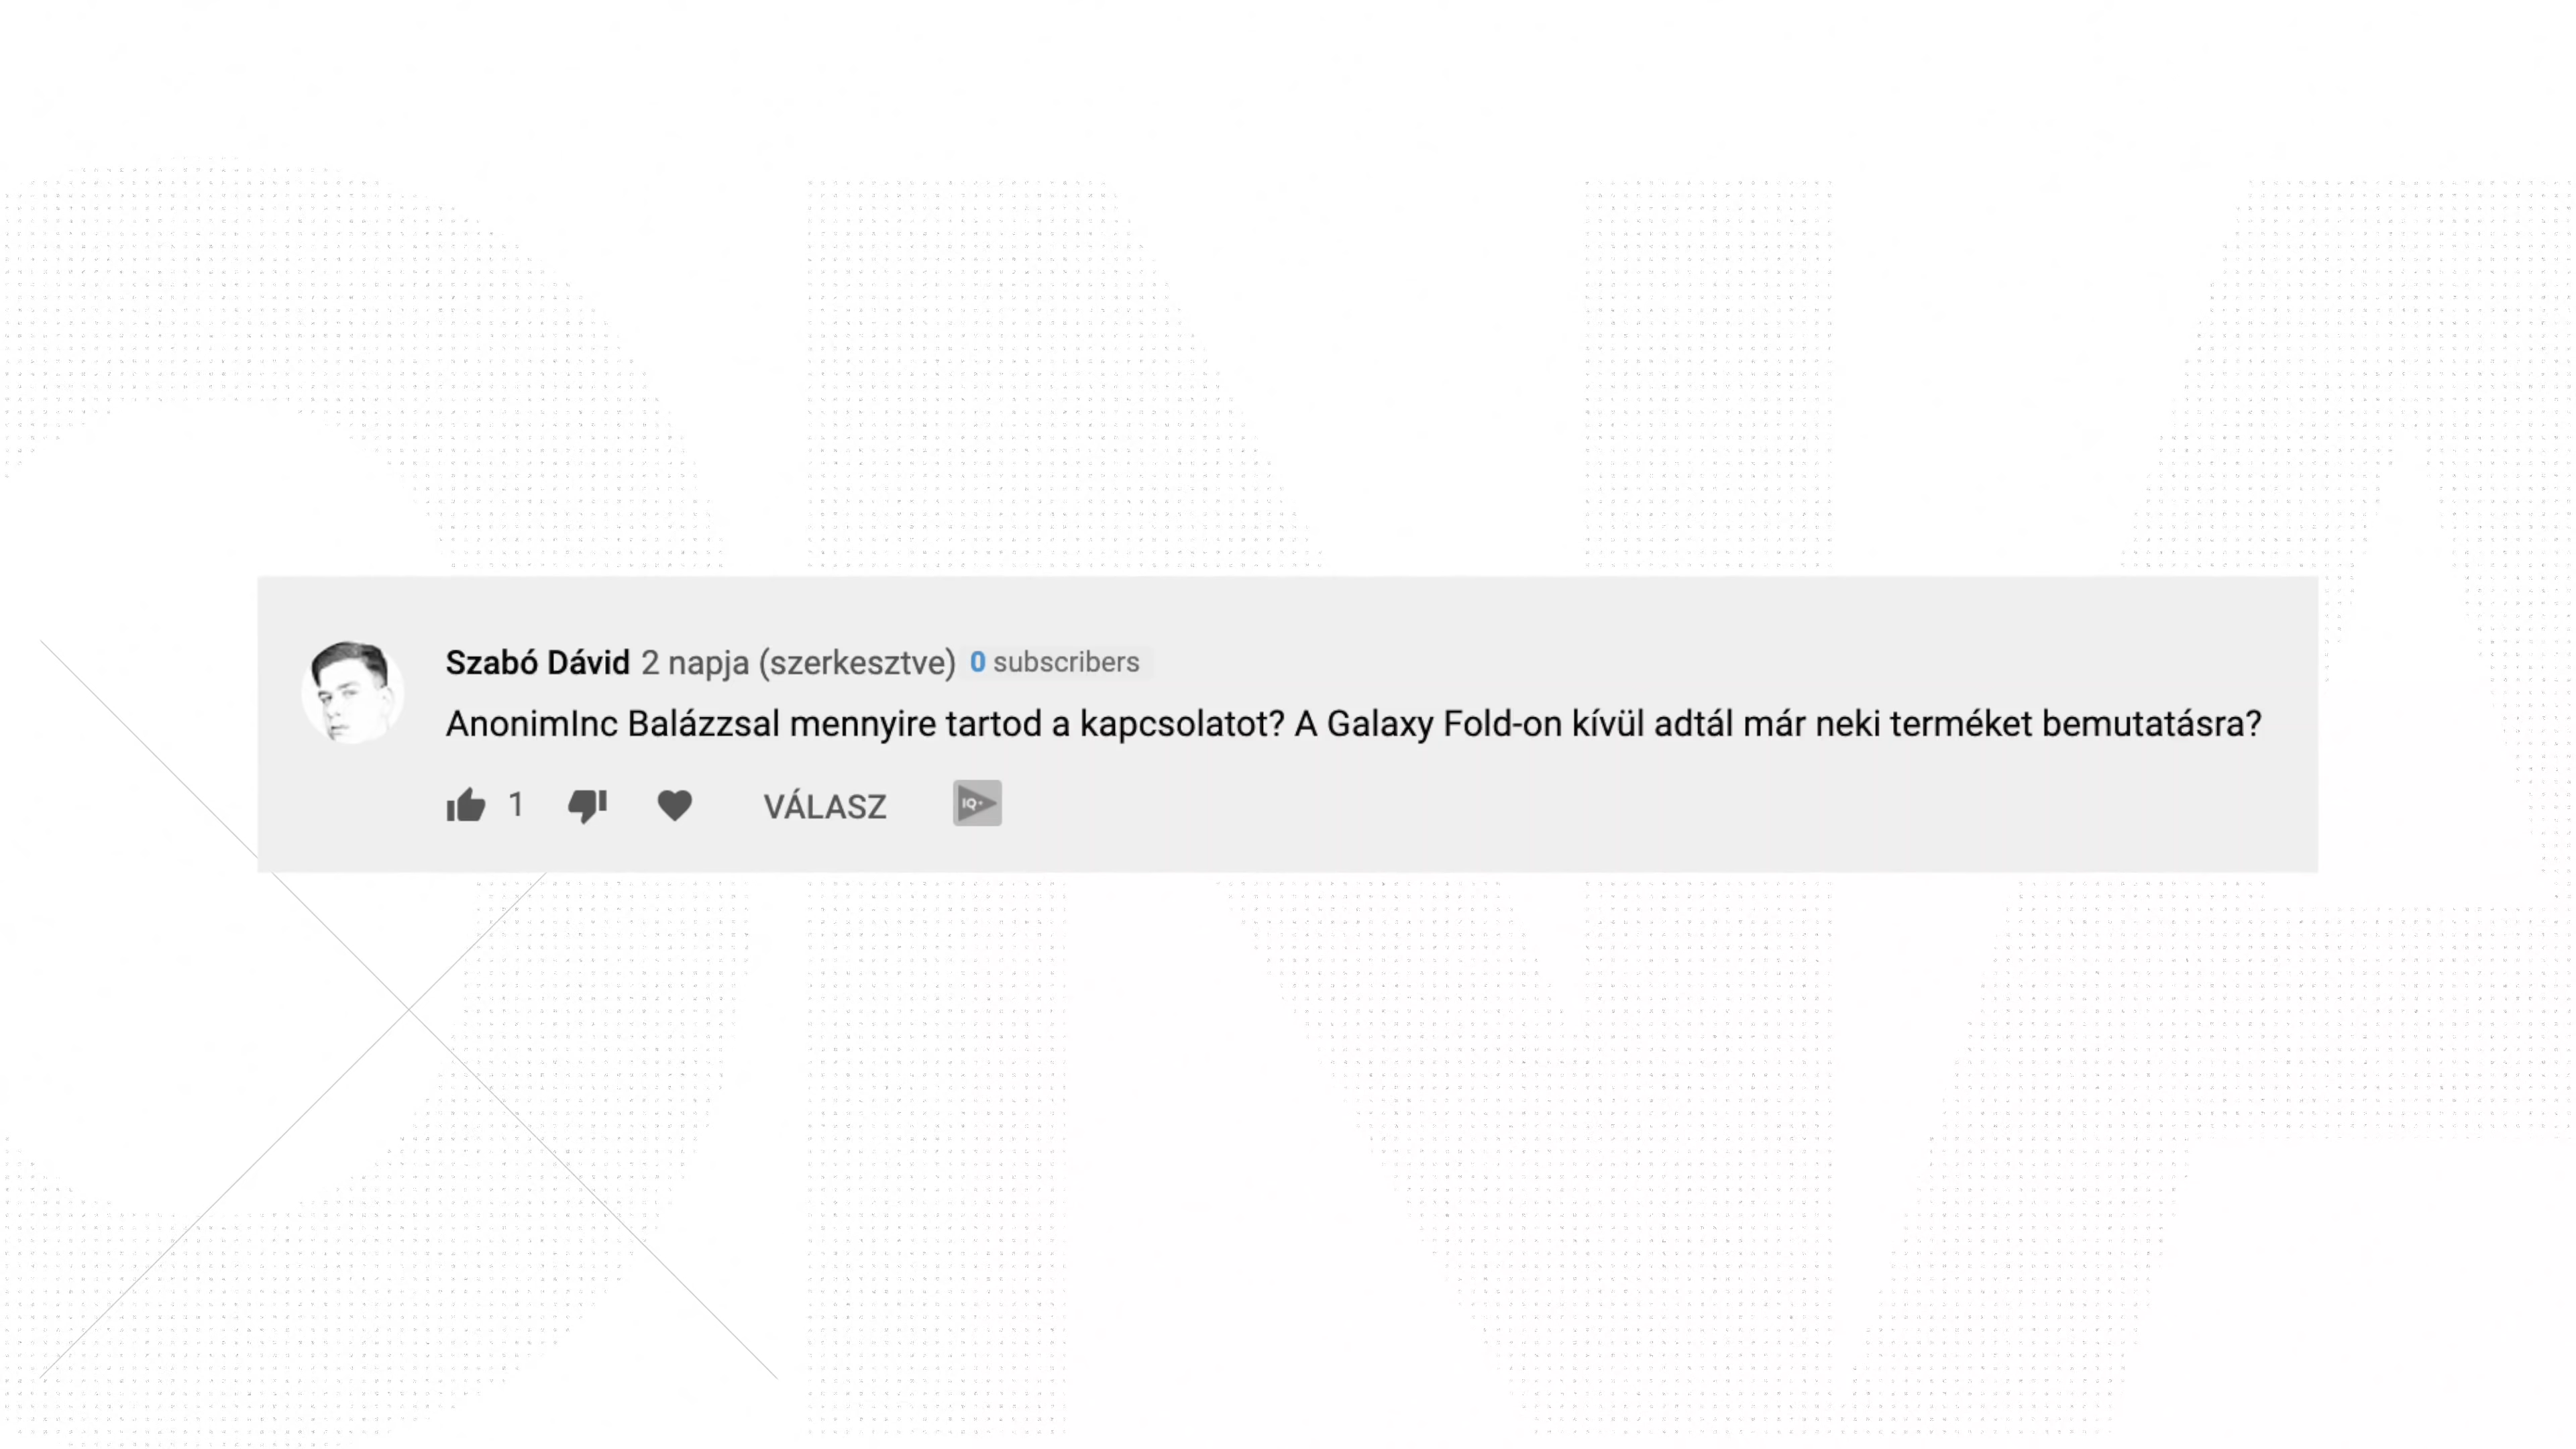 Szabó Dávid 2 napja (szerkesztve) 0 subscribers
AnonimInc Balázzsal mennyire tartod a kapcsolatot? A Galaxy Fold-on kívül adtál már neki terméket bemutatásra?
1 VÁLASZ IQ+